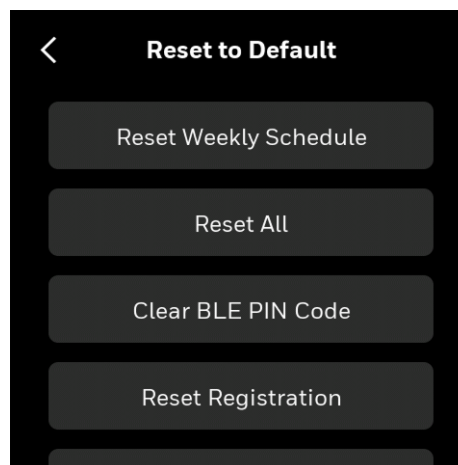 Reset to Default
Reset Weekly Schedule
Reset All
Clear BLE PIN Code
Reset Registration